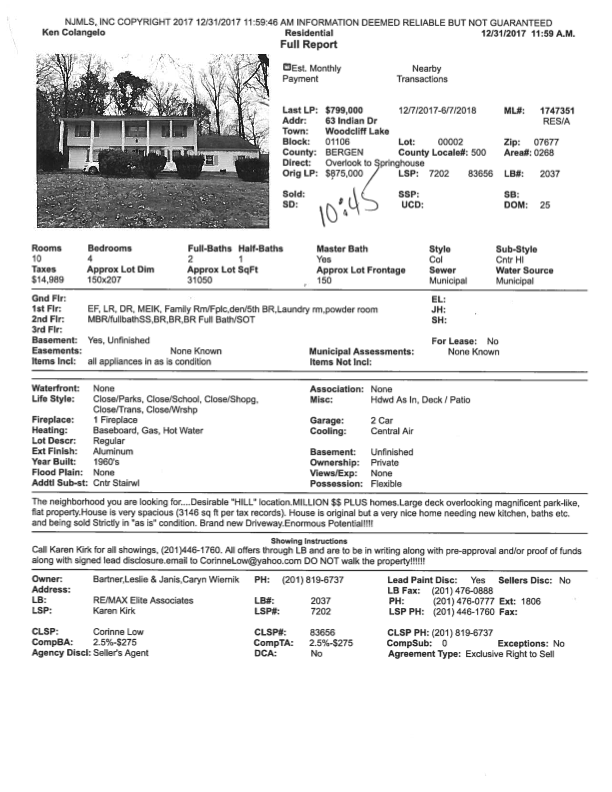 NJMLS, INC COPYRIGHT 2017 12/31/2017 11:59:46 AM INFORMATION DEEMED RELIABLE BUT NOT GUARANTEED
Ken Colangelo Residential 12/31/2017 11:59 A.M.
Full Report
Est. Monthly Payment Nearby Transactions
Last LP: $799,000 12/7/2017-6/7/2018 ML#: 1747351
Addr: 63 Indian Dr RES/A
Town: Woodcliff Lake
Block: 01106 Lot: 00002 Zip: 07677
County: BERGEN County Locale#: 500 Area#: 0268
Direct: Overlook to Springhouse
Orig LP: $875,000 LSP: 7202 83656 LB#: 2037
Sold: SSP: SB:
SD: 10:45 UCD: DOM: 25
Rooms Bedrooms Full-Baths Half-Baths Master Bath Style Sub-Style
10 4 2 1 Yes Col Cntr Hl
Taxes Approx Lot Dim Approx Lot SqFt Approx Lot Frontage Sewer Water Source
$14,989 150x207 31050 150 Municipal Municipal
Gnd Flr: EL:
1st Flr: EF, LR, DR, MEIK, Family Rm/Fplc,den/5th BR,Laundry rm,powder room JH:
2nd Flr: MBR/fullbathSS,BR,BR,BR Full Bath/SOT SH:
3rd Flr:
Basement: Yes, Unfinished For Lease: No
Easements: None Known Municipal Assessments: None Known
Items Incl: all appliances in as is condition Items Not Incl:
Waterfront: None Association: None
Life Style: Close/Parks, Close/School, Close/Shopg, Misc: Hdwd As In, Deck / Patio
Close/Trans, Close/Wrshp
Fireplace: 1 Fireplace Garage: 2 Car
Heating: Baseboard, Gas, Hot Water Cooling: Central Air
Lot Descr: Regular
Ext Finish: Aluminum Basement: Unfinished
Year Built: 1960's Ownership: Private
Flood Plain: None Views/Exp: None
Addtl Sub-st: Cntr Stairwl Possession: Flexible
The neighborhood you are looking for....Desirable "HILL" location.MILLION $$ PLUS homes.Large deck overlooking magnificent park-like,
flat property.House is very spacious (3146 sq ft per tax records). House is original but a very nice home needing new kitchen, baths etc.
and being sold Strictly in "as is" condition. Brand new Driveway.Enormous Potential!!!!
Showing Instructions
Call Karen Kirk for all showings, (201)446-1760. All offers through LB and are to be in writing along with pre-approval and/or proof of funds
along with signed lead disclosure.email to CorinneLow@yahoo.com DO NOT walk the property!!!!!!
Owner: Bartner,Leslie & Janis,Caryn Wiernik PH: (201) 819-6737 Lead Paint Disc: Yes Sellers Disc: No
Address: LB Fax: (201) 476-0888
LB: RE/MAX Elite Associates LB#: 2037 PH: (201) 476-0777 Ext: 1806
LSP: Karen Kirk LSP#: 7202 LSP PH: (201) 446-1760 Fax:
CLSP: Corinne Low CLSP#: 83656 CLSP PH: (201) 819-6737
CompBA: 2.5%-$275 CompTA: 2.5%-$275 CompSub: 0 Exceptions: No
Agency Discl: Seller's Agent DCA: No Agreement Type: Exclusive Right to Sell